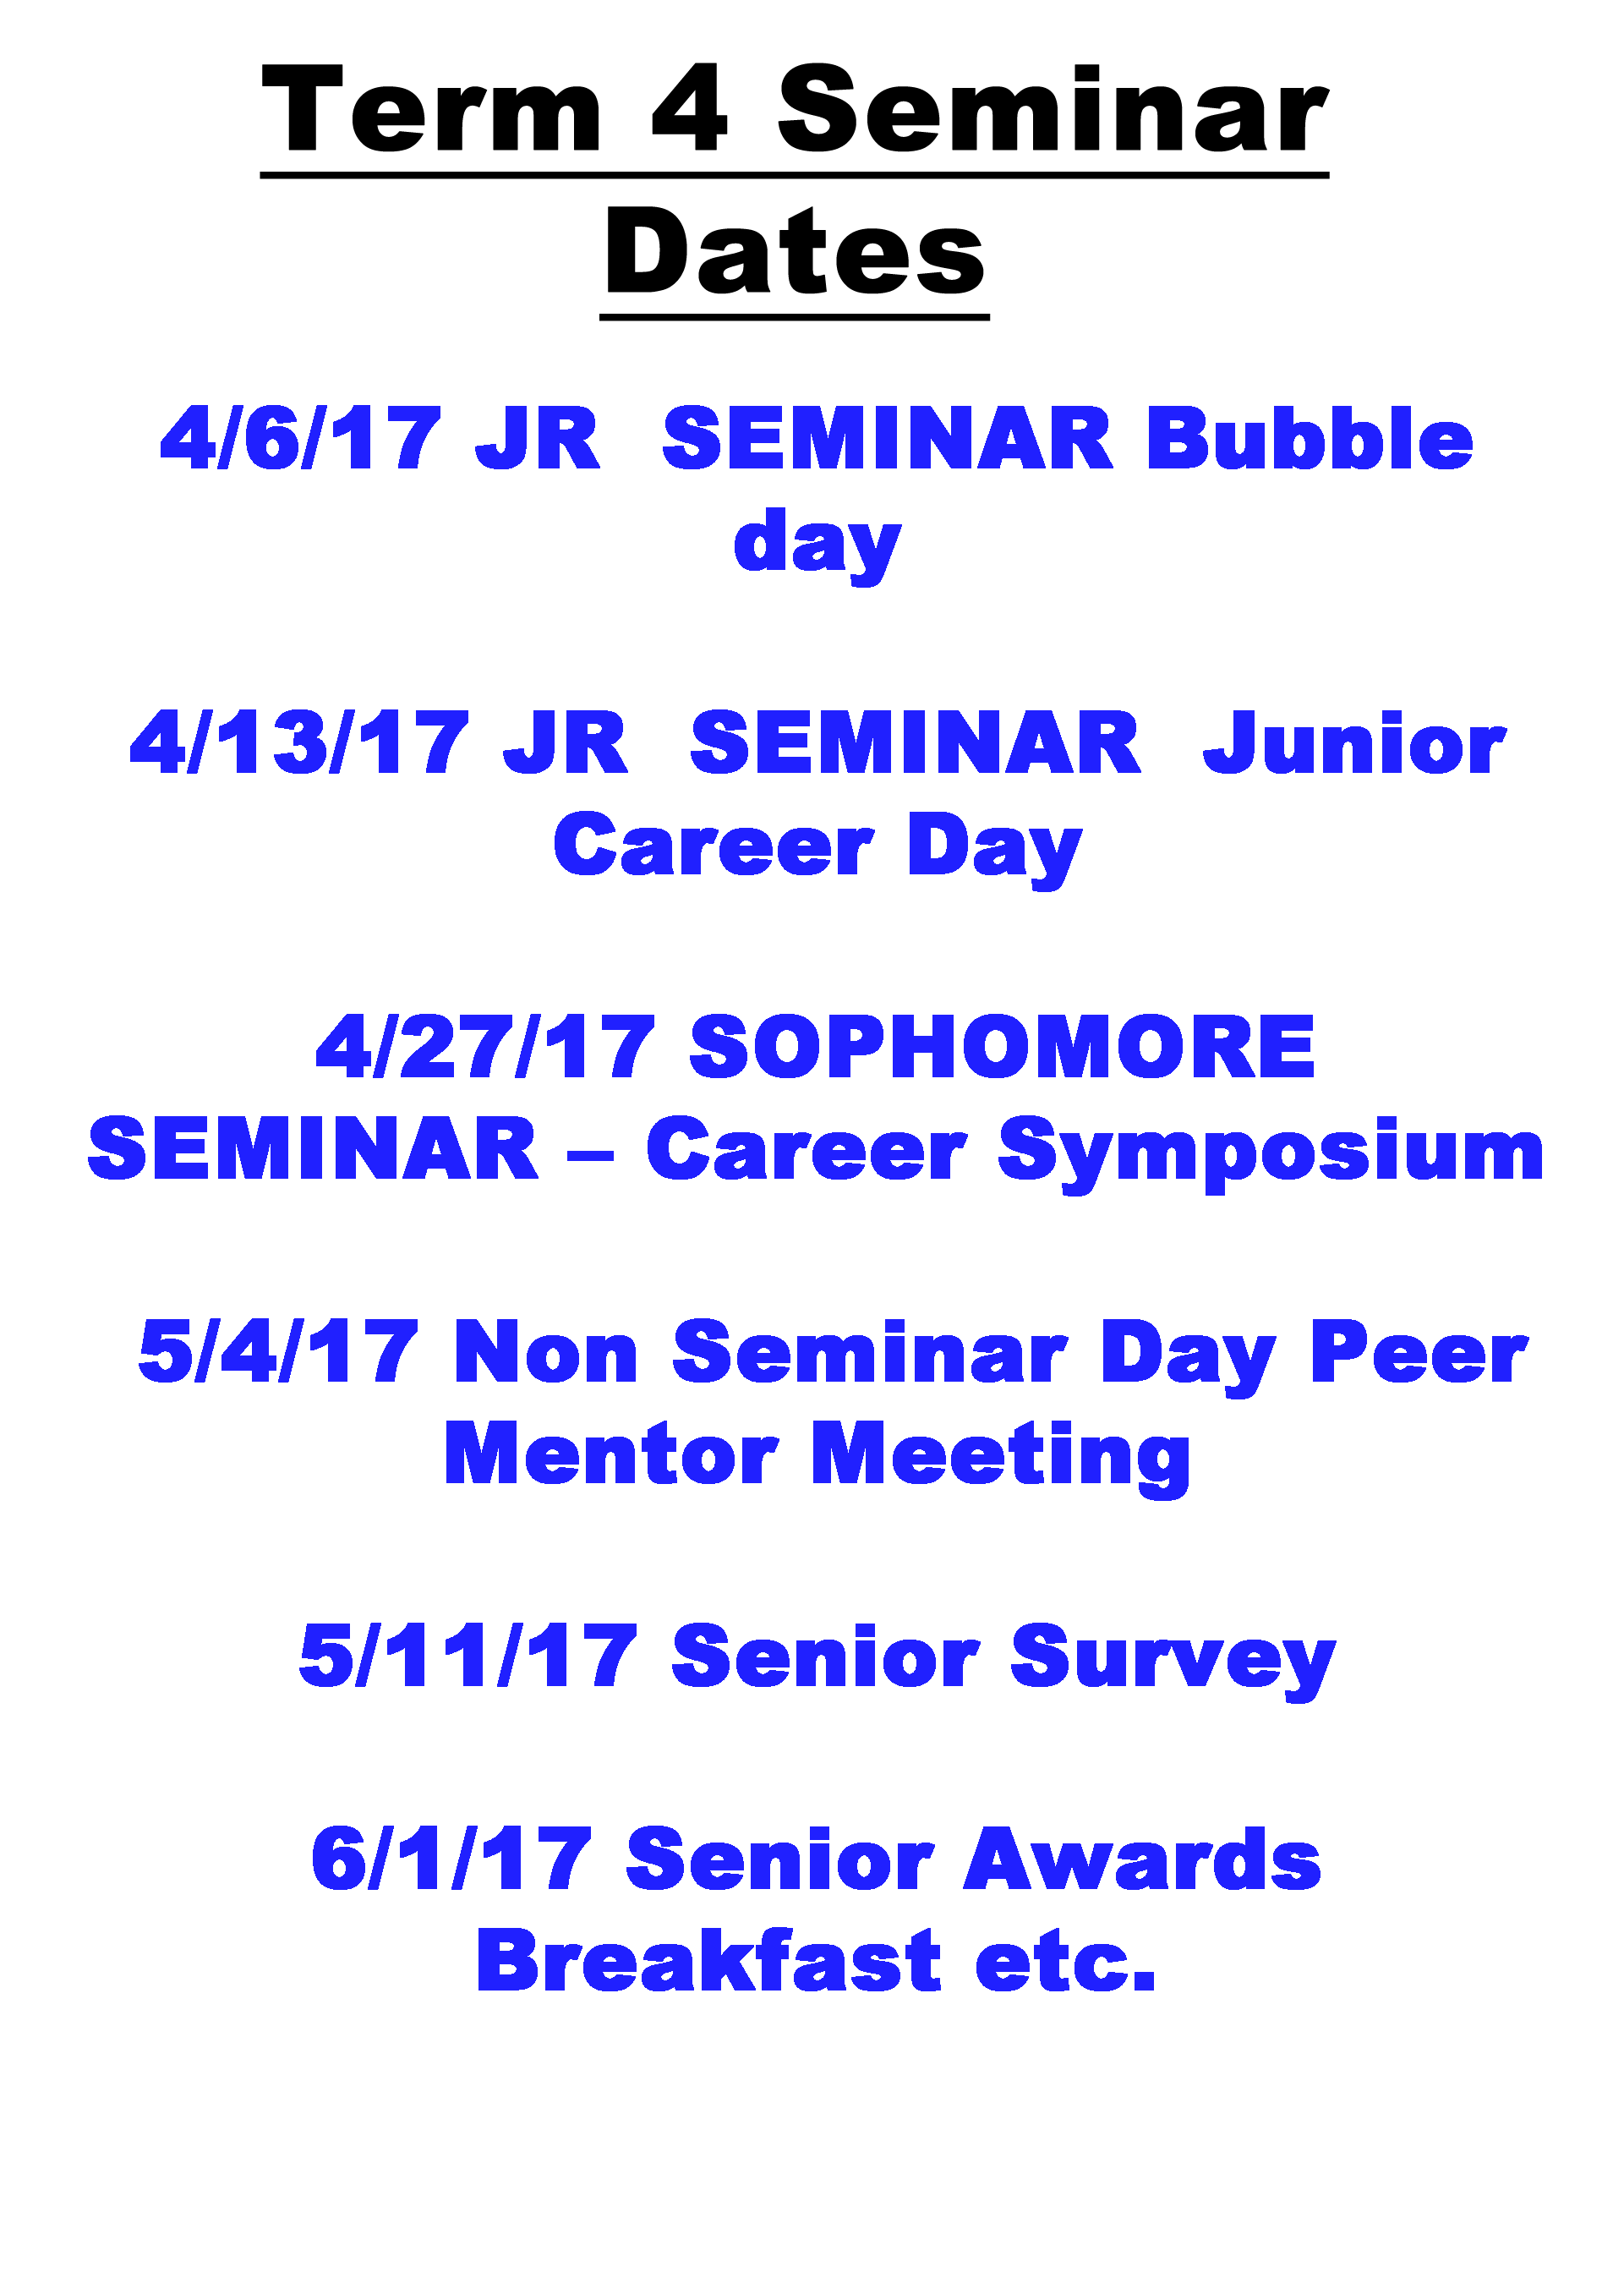 Term 4 Seminar
Dates
4/6/17 JR  SEMINAR Bubble
day
4/13/17 JR  SEMINAR  Junior
Career Day
4/27/17 SOPHOMORE
SEMINAR – Career Symposium
5/4/17 Non Seminar Day Peer
Mentor Meeting
5/11/17 Senior Survey
6/1/17 Senior Awards
Breakfast etc.